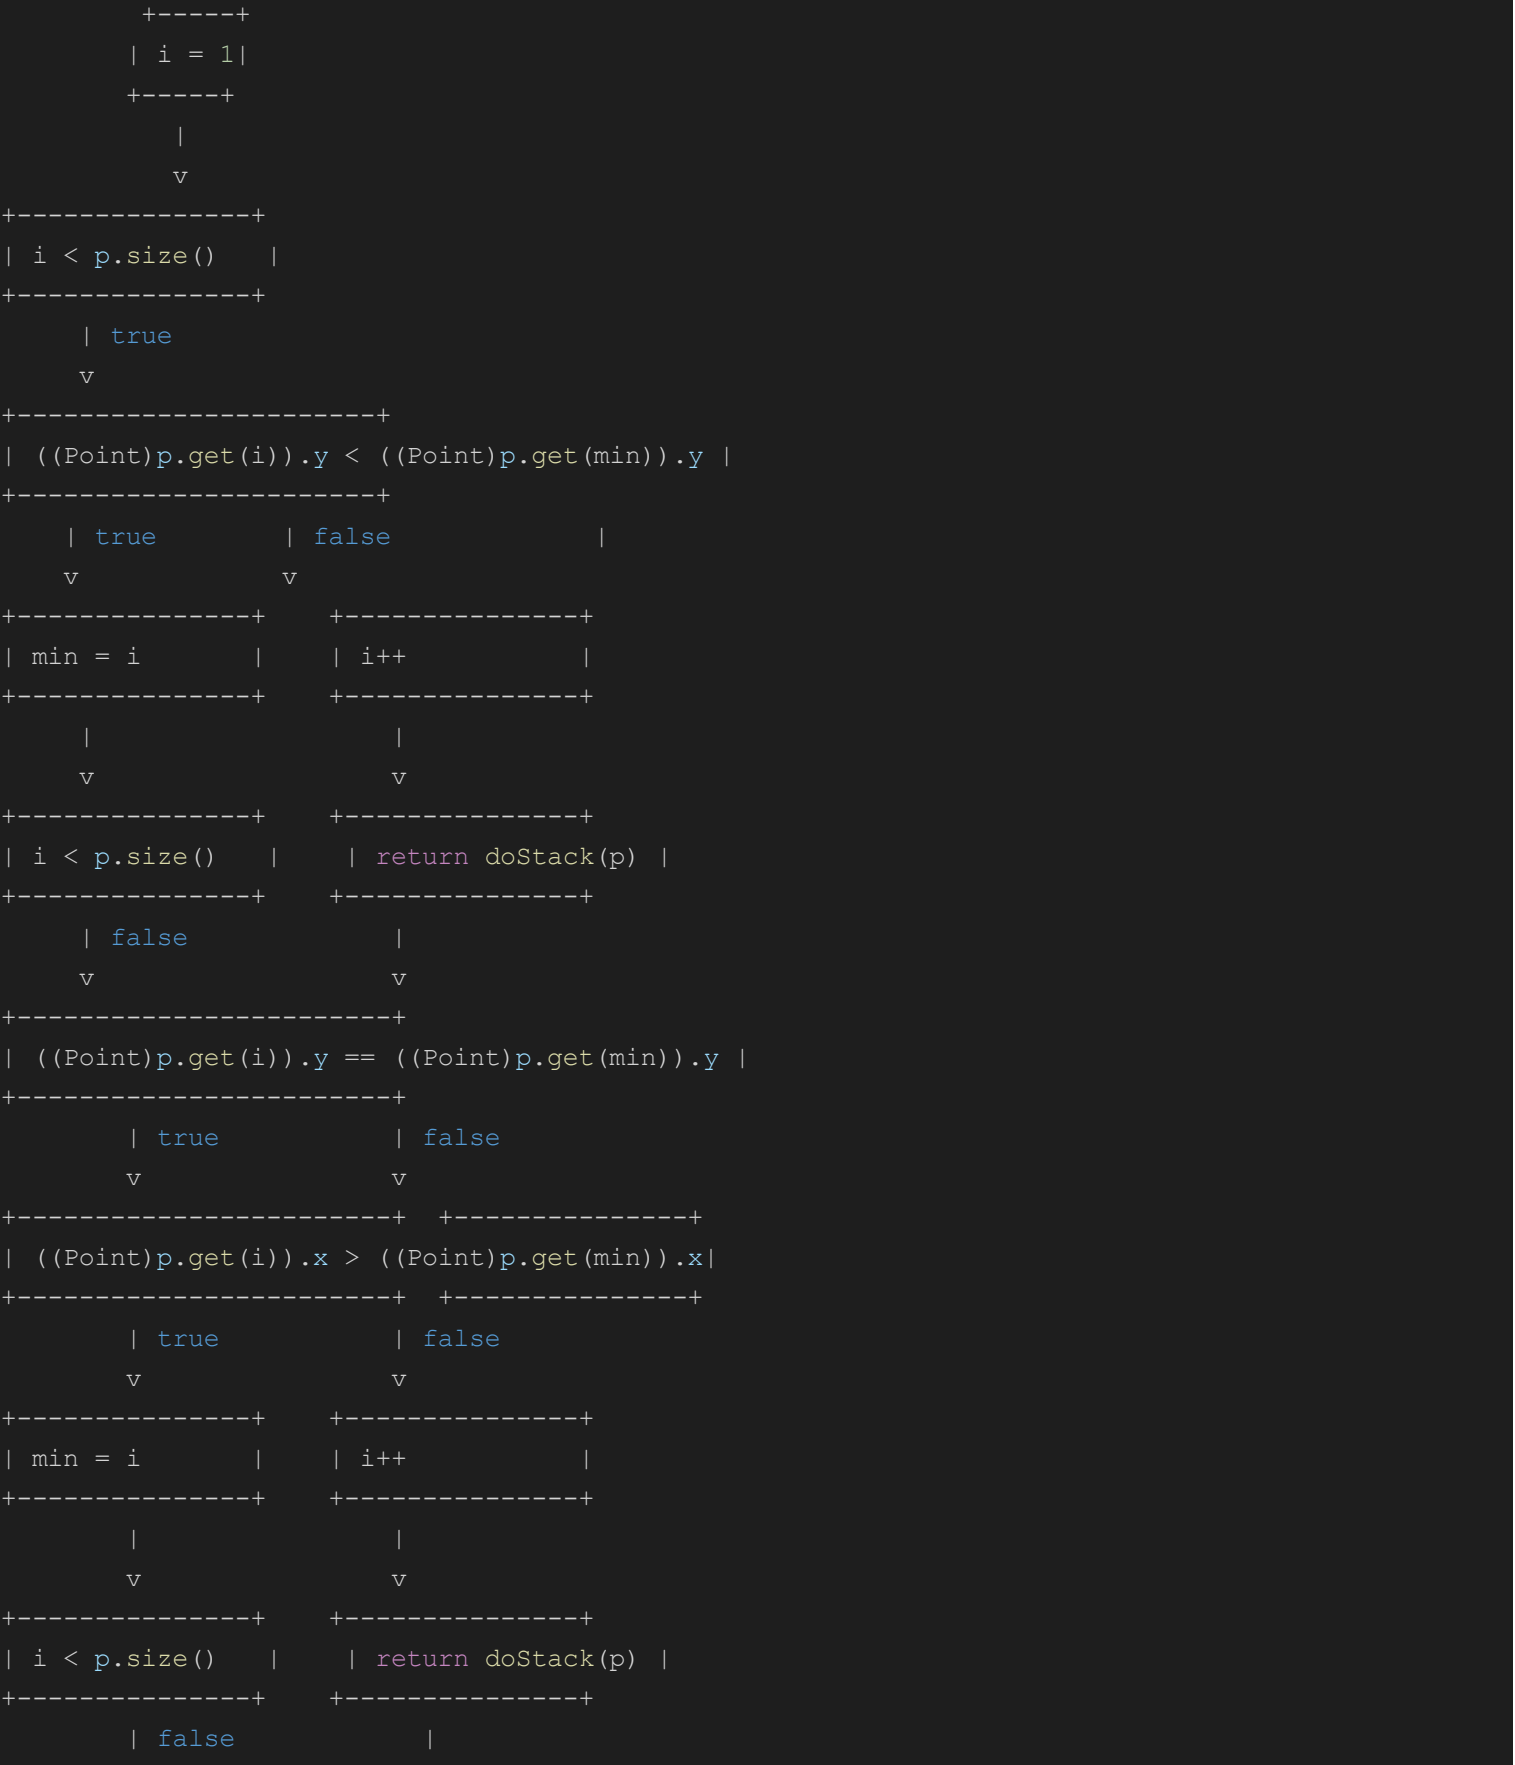 +-----+
        | i = 1|
        +-----+
           |
           v
+---------------+
| i < p.size()   |
+---------------+
     | true
     v
+-----------------------+
| ((Point)p.get(i)).y < ((Point)p.get(min)).y |
+-----------------------+
    | true        | false            |
    v             v
+---------------+    +---------------+
| min = i       |    | i++           |
+---------------+    +---------------+
     |                   |
     v                   v
+---------------+    +---------------+
| i < p.size()   |    | return doStack(p) |
+---------------+    +---------------+
     | false             |
     v                   v
+------------------------+
| ((Point)p.get(i)).y == ((Point)p.get(min)).y |
+------------------------+
        | true           | false
        v                v
+------------------------+  +---------------+
| ((Point)p.get(i)).x > ((Point)p.get(min)).x|
+------------------------+  +---------------+
        | true           | false
        v                v
+---------------+    +---------------+
| min = i       |    | i++           |
+---------------+    +---------------+
        |                |
        v                v
+---------------+    +---------------+
| i < p.size()   |    | return doStack(p) |
+---------------+    +---------------+
        | false            |